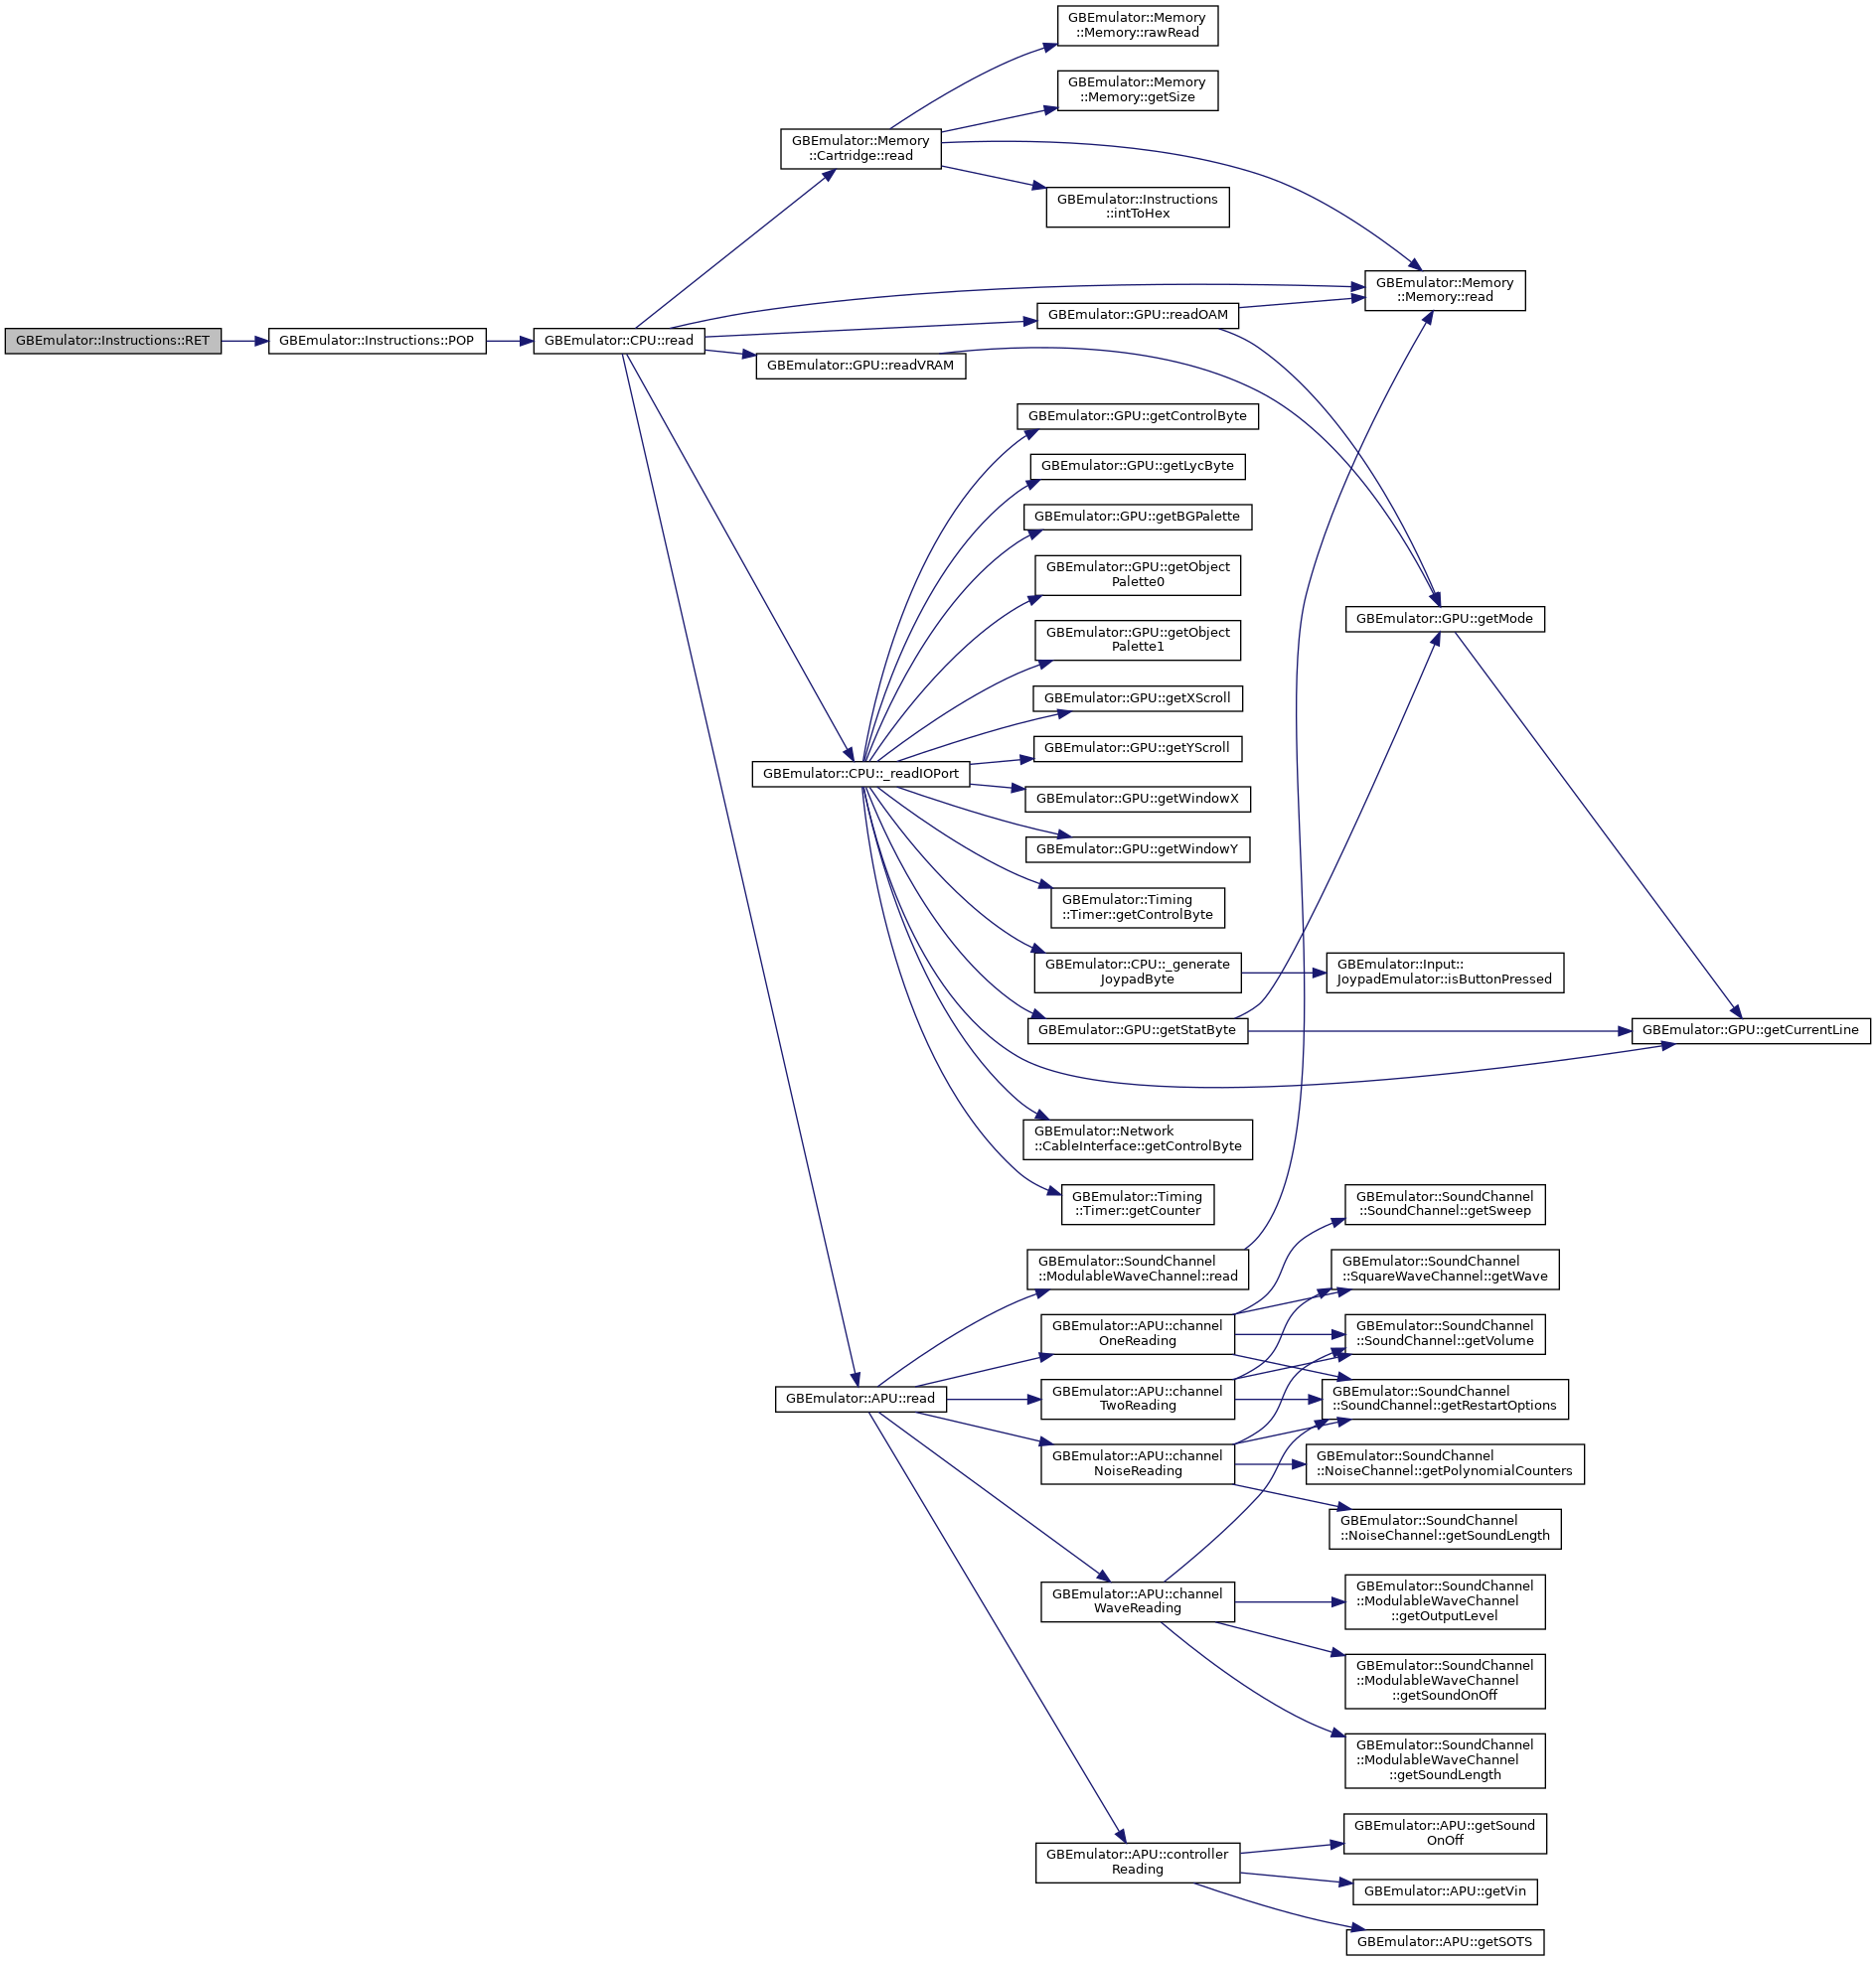 GBEmulator::Instructions::RET
GBEmulator::Instructions::POP
GBEmulator::CPU::read
GBEmulator::Memory
::Cartridge::read
GBEmulator::GPU::readVRAM
GBEmulator::CPU::_readIOPort
GBEmulator::APU::read
GBEmulator::Memory
::Memory::rawRead
GBEmulator::Memory
::Memory::getSize
GBEmulator::Instructions
::intToHex
GBEmulator::GPU::readOAM
GBEmulator::GPU::getControlByte
GBEmulator::GPU::getLycByte
GBEmulator::GPU::getBGPalette
GBEmulator::GPU::getObject
Palette0
GBEmulator::GPU::getObject
Palette1
GBEmulator::GPU::getXScroll
GBEmulator::GPU::getYScroll
GBEmulator::GPU::getWindowX
GBEmulator::GPU::getWindowY
GBEmulator::Timing
::Timer::getControlByte
GBEmulator::CPU::_generate
JoypadByte
GBEmulator::GPU::getStatByte
GBEmulator::Network
::CableInterface::getControlByte
GBEmulator::Timing
::Timer::getCounter
GBEmulator::SoundChannel
::ModulableWaveChannel::read
GBEmulator::APU::channel
OneReading
GBEmulator::APU::channel
TwoReading
GBEmulator::APU::channel
NoiseReading
GBEmulator::APU::channel
WaveReading
GBEmulator::APU::controller
Reading
GBEmulator::Memory
::Memory::read
GBEmulator::GPU::getMode
GBEmulator::Input::
JoypadEmulator::isButtonPressed
GBEmulator::GPU::getCurrentLine
GBEmulator::SoundChannel
::SoundChannel::getSweep
GBEmulator::SoundChannel
::SquareWaveChannel::getWave
GBEmulator::SoundChannel
::SoundChannel::getVolume
GBEmulator::SoundChannel
::SoundChannel::getRestartOptions
GBEmulator::SoundChannel
::NoiseChannel::getPolynomialCounters
GBEmulator::SoundChannel
::NoiseChannel::getSoundLength
GBEmulator::SoundChannel
::ModulableWaveChannel
::getOutputLevel
GBEmulator::SoundChannel
::ModulableWaveChannel
::getSoundOnOff
GBEmulator::SoundChannel
::ModulableWaveChannel
::getSoundLength
GBEmulator::APU::getSound
OnOff
GBEmulator::APU::getVin
GBEmulator::APU::getSOTS